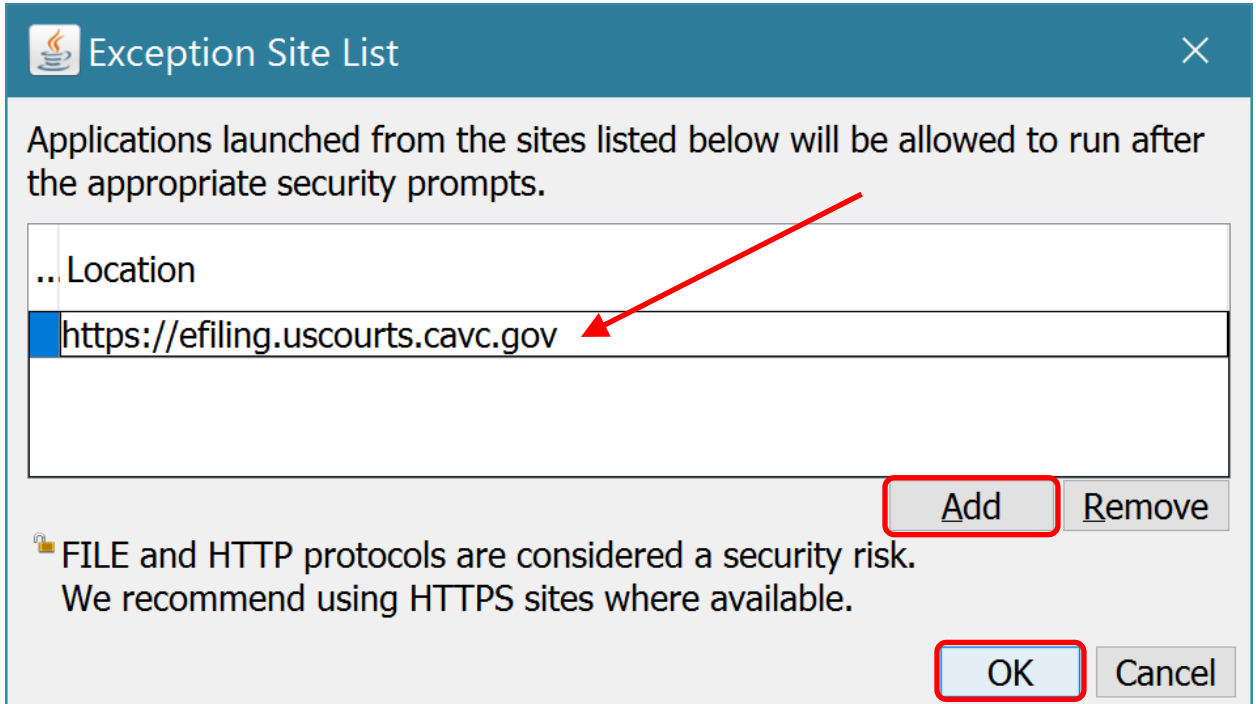 Exception Site List
Applications launched from the sites listed below will be allowed to run after
the appropriate security prompts.
... Location
https://efiling.uscourts.cavc.gov
Add Remove
FILE and HTTP protocols are considered a security risk.
We recommend using HTTPS sites where available.
OK Cancel